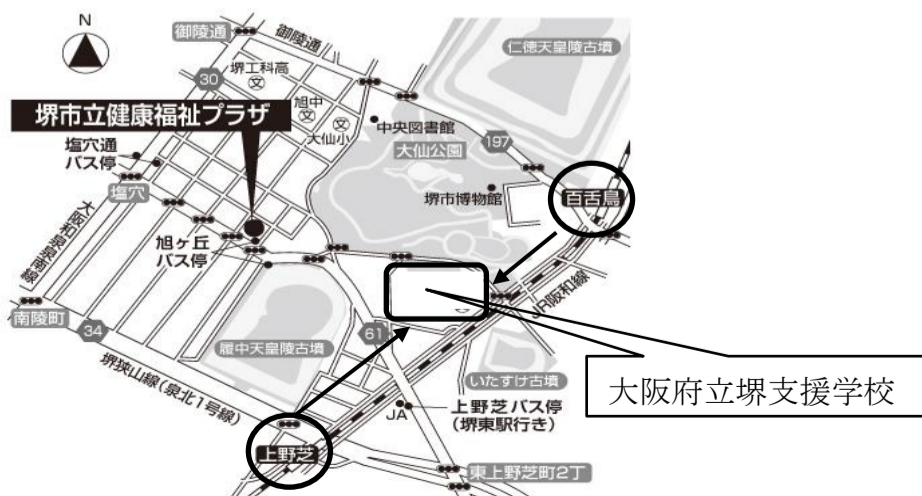 N
御陵通
御陵通
仁徳天皇陵古墳
30
堺工科高
文
旭中
文
文
大仙小
中央図書館
大仙公園
197
堺市立健康福祉プラザ
塩穴通
バス停
塩穴
堺市博物館
百舌鳥
大阪和泉泉南線
旭ヶ丘
バス停
JR阪和線
南陵町
34
61
履中天皇陵古墳
いたすけ古墳
大阪府立堺支援学校
堺狭山線(泉北1号線)
JA
上野芝バス停
(堺東駅行き)
上野芝
東上野芝町2丁